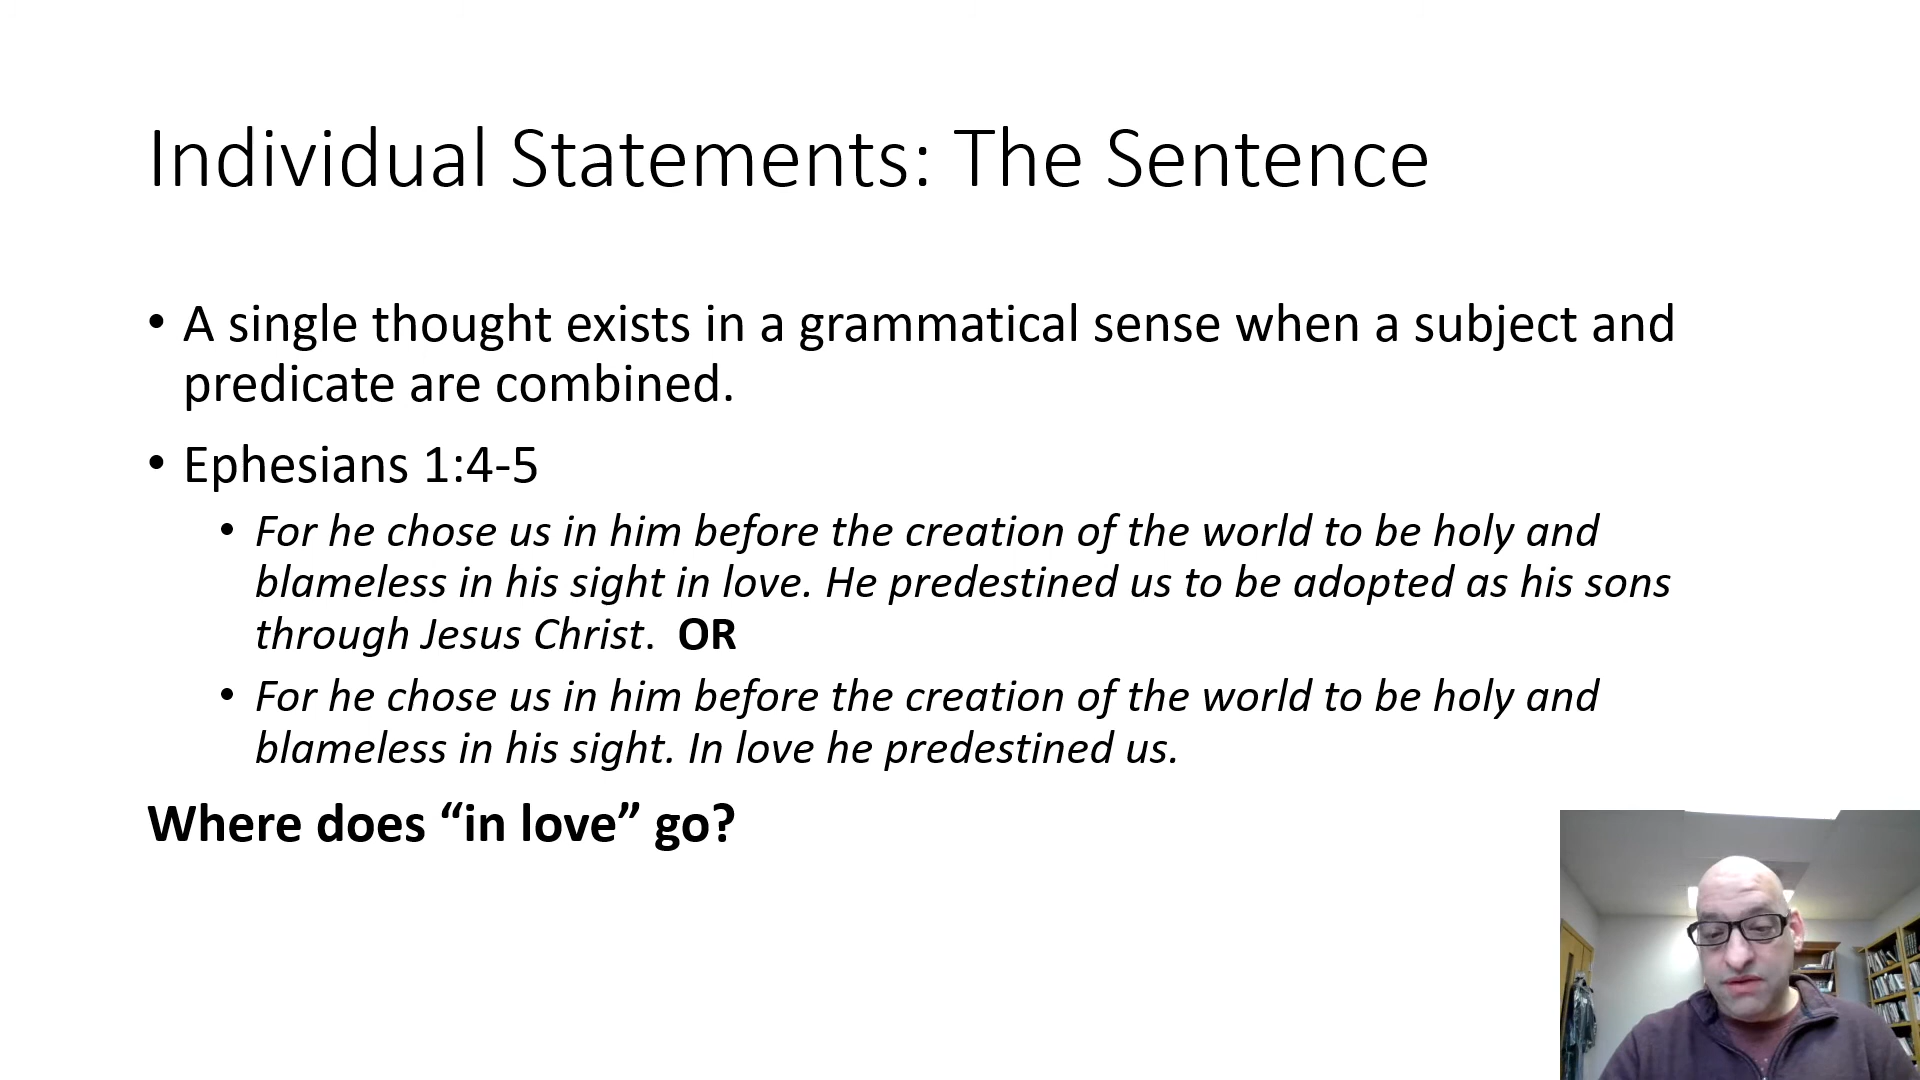 Individual Statements: The Sentence
• A single thought exists in a grammatical sense when a subject and
predicate are combined.
• Ephesians 1:4-5
• For he chose us in him before the creation of the world to be holy and
blameless in his sight in love. He predestined us to be adopted as his sons
through Jesus Christ. OR
• For he chose us in him before the creation of the world to be holy and
blameless in his sight. In love he predestined us.
Where does “in love” go?